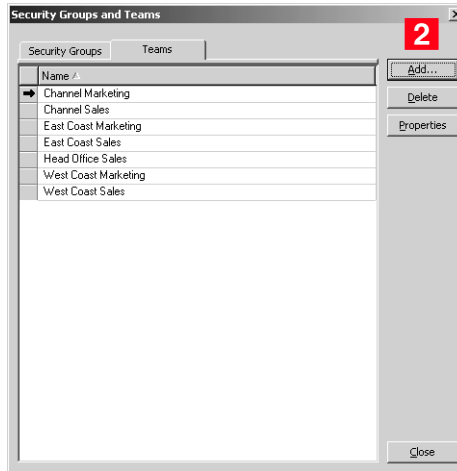 Security Groups and Teams
2
Security Groups
Teams
Name
Channel Marketing
Channel Sales
East Coast Marketing
East Coast Sales
Head Office Sales
West Coast Marketing
West Coast Sales
Add...
Delete
Properties
Close